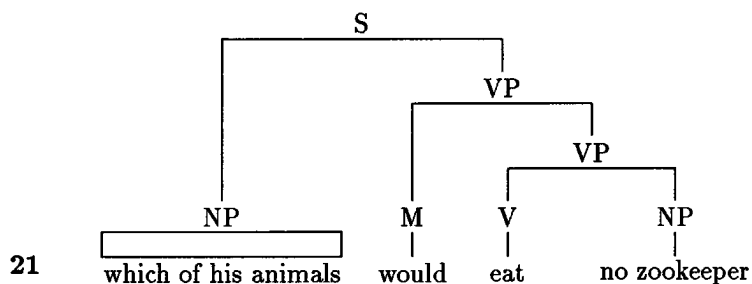 S
VP
VP
NP M V NP
21 which of his animals would eat no zookeeper